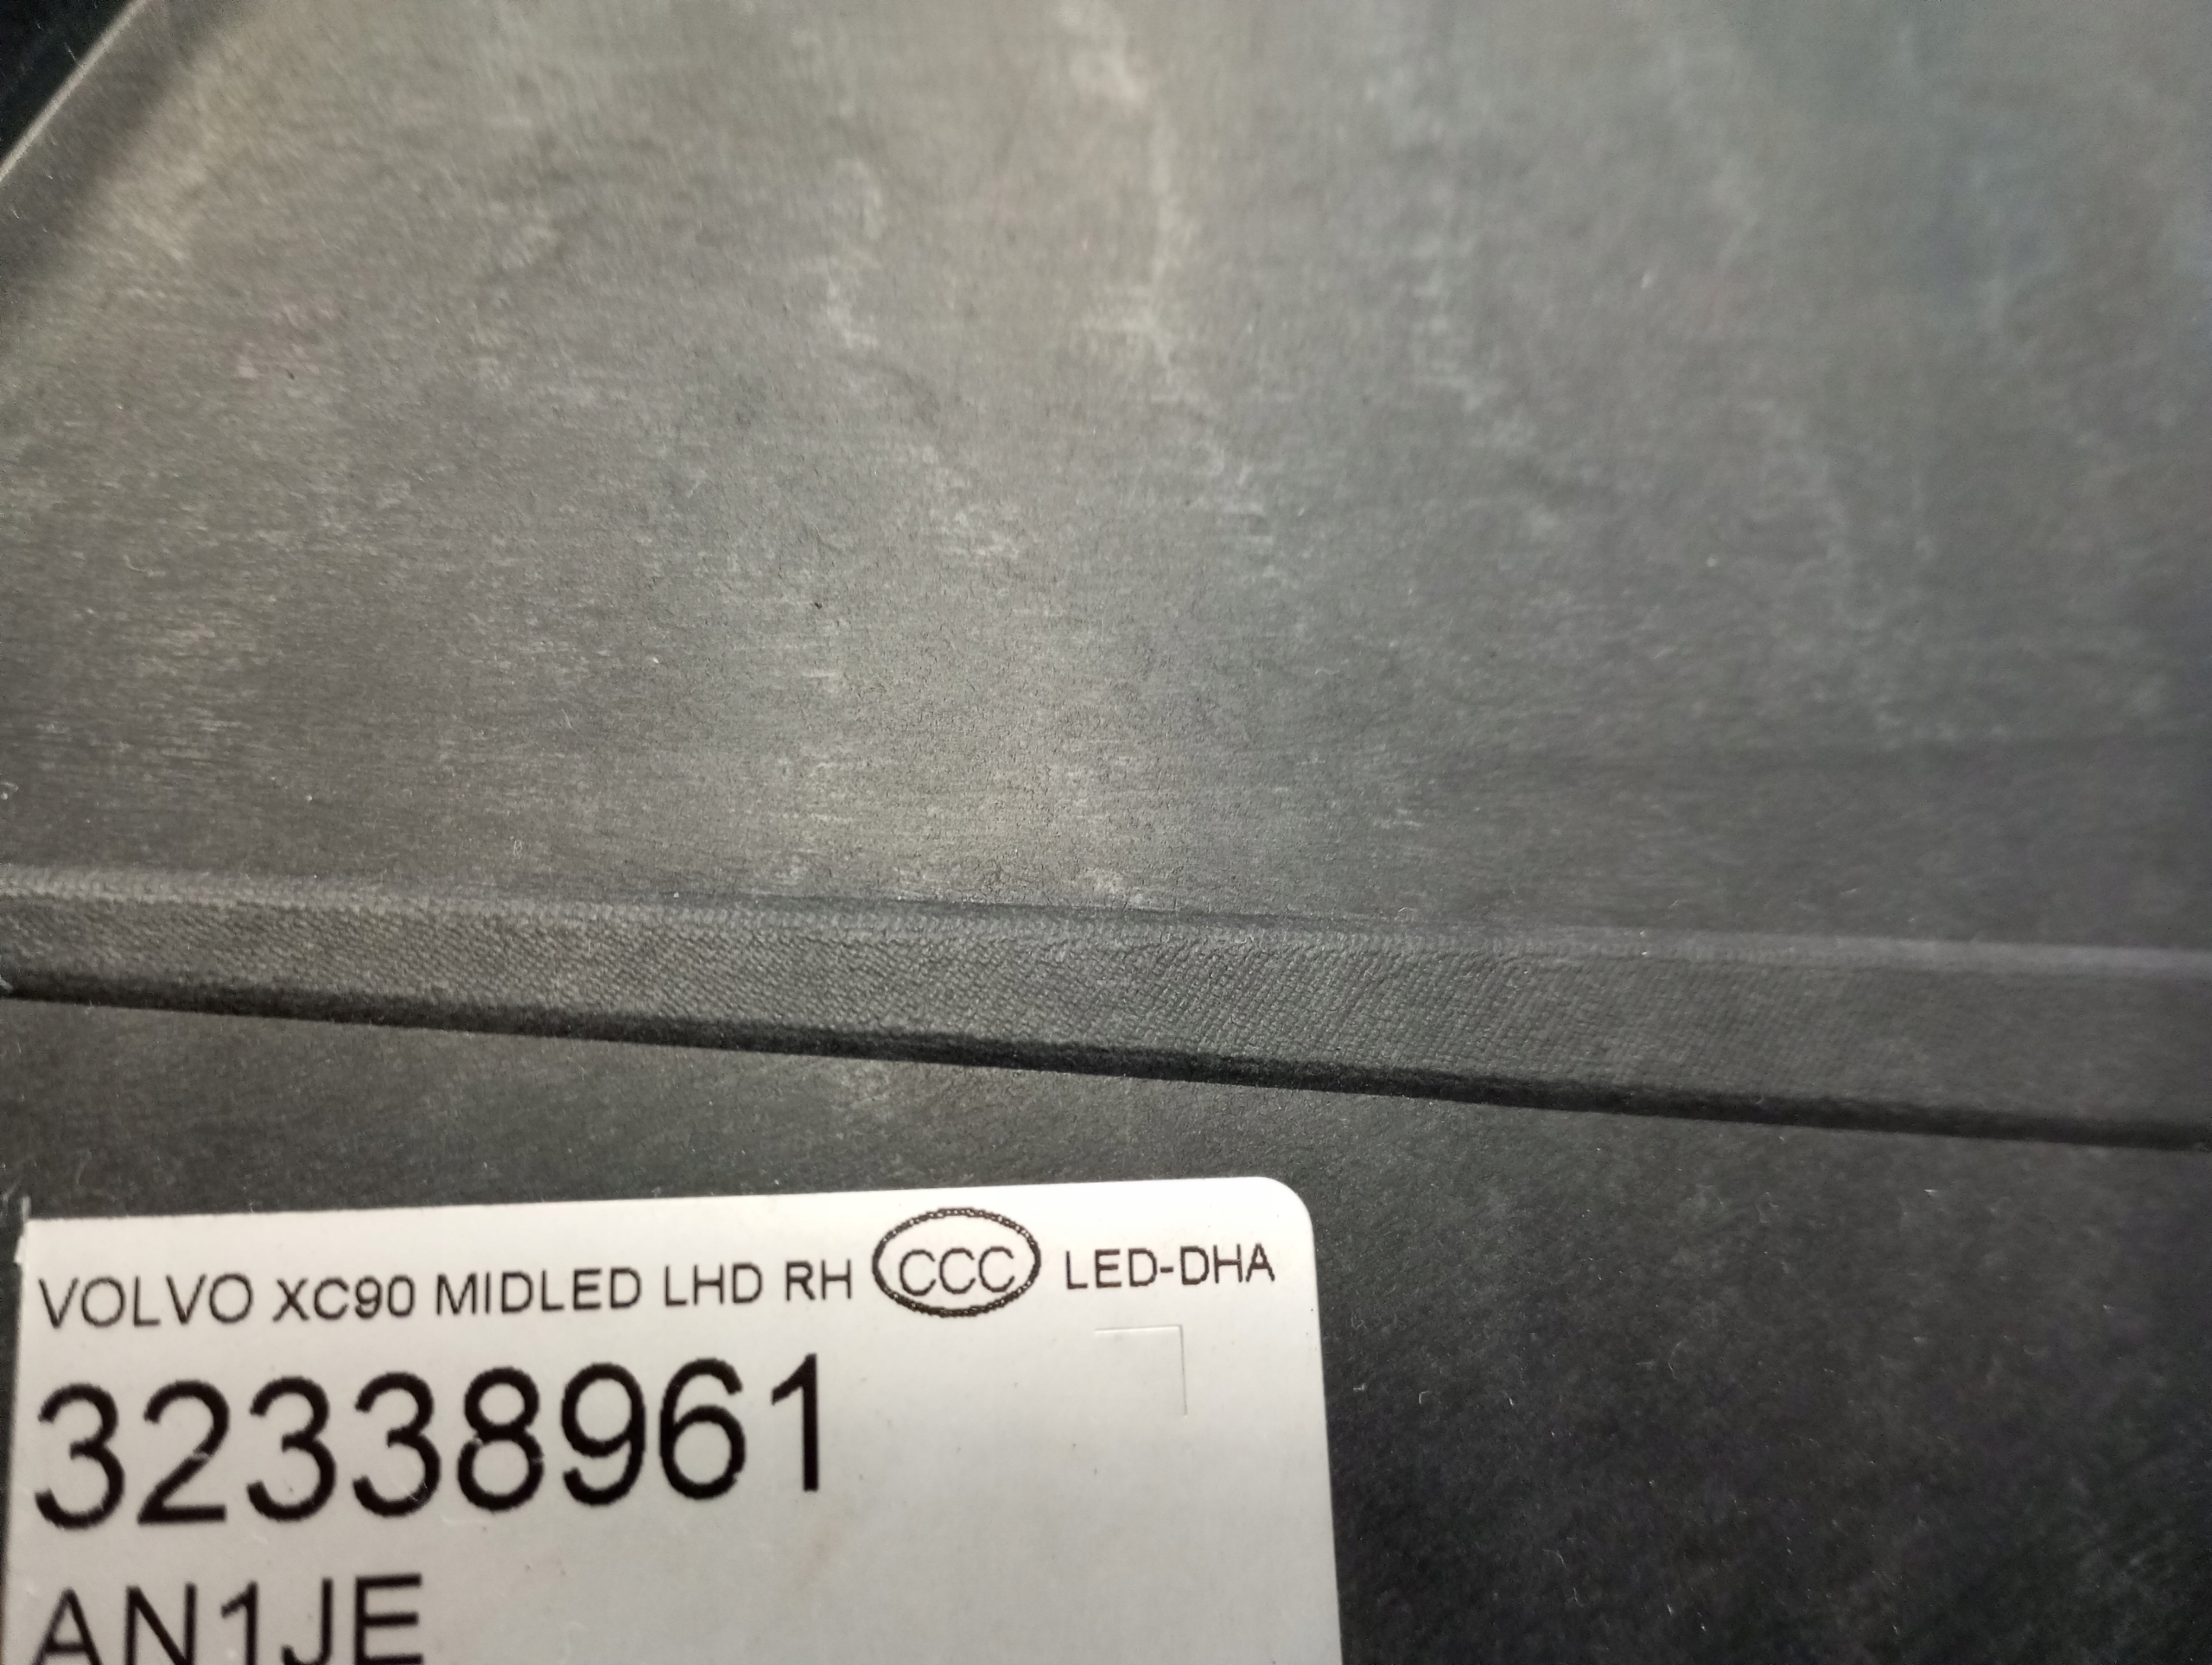 VOLVO XC90 MIDLED LHD RH CCC LED-DHA
32338961
AN1JE